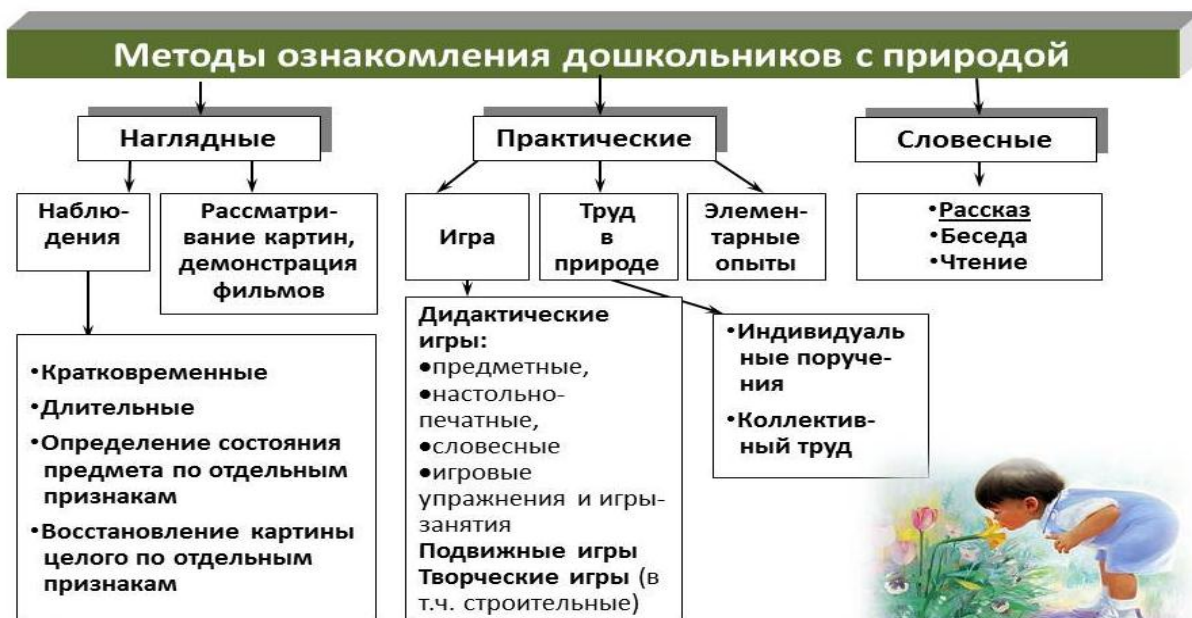 Методы ознакомления дошкольников с природой
Наглядные
Практические
Словесные
Наблю-
дения
Рассматри-
вание картин,
демонстрация
фильмов
Игра
Труд
в
природе
Элемен-
тарные
опыты
•Рассказ
•Беседа
•Чтение
•Кратковременные
•Длительные
•Определение состояния
предмета по отдельным
признакам
•Восстановление картины
целого по отдельным
признакам
Дидактические
игры:
•предметные,
•настольно-
печатные,
•словесные
•игровые
упражнения и игры-
занятия
Подвижные игры
Творческие игры (в
т.ч. строительные)
•Индивидуаль
ные поруче-
ния
•Коллектив-
ный труд